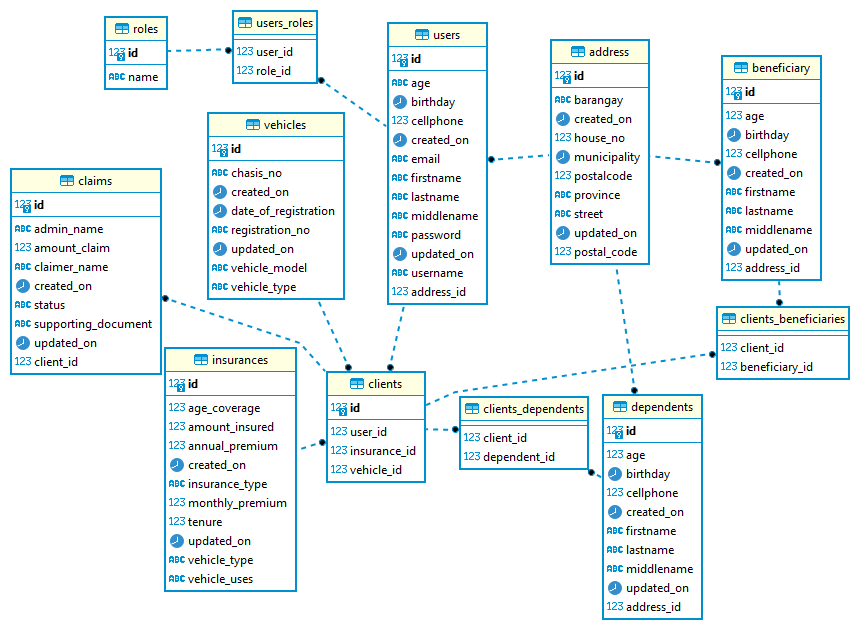 roles
123 id
ABC name
users_roles
123 user_id
123 role_id
users
123 id
ABC age
birthday
123 cellphone
created_on
ABC email
ABC firstname
ABC lastname
ABC middlename
ABC password
updated_on
ABC username
123 address_id
address
123 id
ABC barangay
created_on
123 house_no
municipality
123 postalcode
ABC province
ABC street
updated_on
123 postal_code
beneficiary
123 id
123 age
birthday
123 cellphone
created_on
ABC firstname
ABC lastname
ABC middlename
updated_on
123 address_id
vehicles
123 id
ABC chasis_no
created_on
date_of_registration
ABC registration_no
updated_on
ABC vehicle_model
ABC vehicle_type
claims
123 id
ABC admin_name
123 amount_claim
ABC claimer_name
created_on
ABC status
ABC supporting_document
updated_on
123 client_id
insurances
123 id
123 age_coverage
123 amount_insured
123 annual_premium
created_on
ABC insurance_type
123 monthly_premium
123 tenure
updated_on
ABC vehicle_type
ABC vehicle_uses
clients
123 id
123 user_id
123 insurance_id
123 vehicle_id
clients_dependents
123 client_id
123 dependent_id
clients_beneficiaries
123 client_id
123 beneficiary_id
dependents
123 id
123 age
birthday
123 cellphone
created_on
ABC firstname
ABC lastname
ABC middlename
updated_on
123 address_id